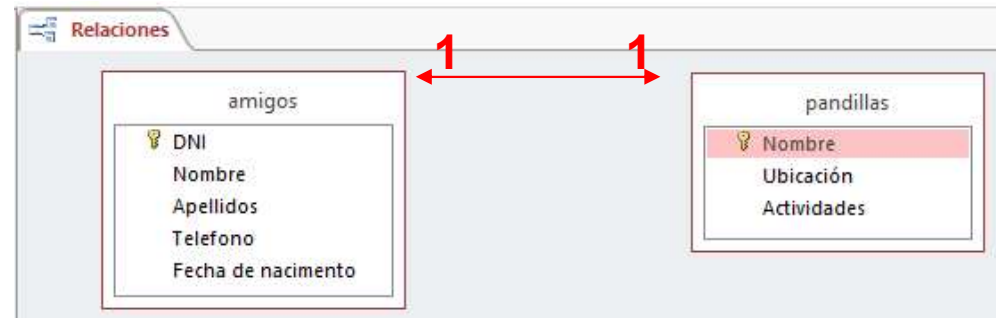 Relaciones
1 1
amigos
DNI
Nombre
Apellidos
Telefono
Fecha de nacimento
pandillas
Nombre
Ubicación
Actividades